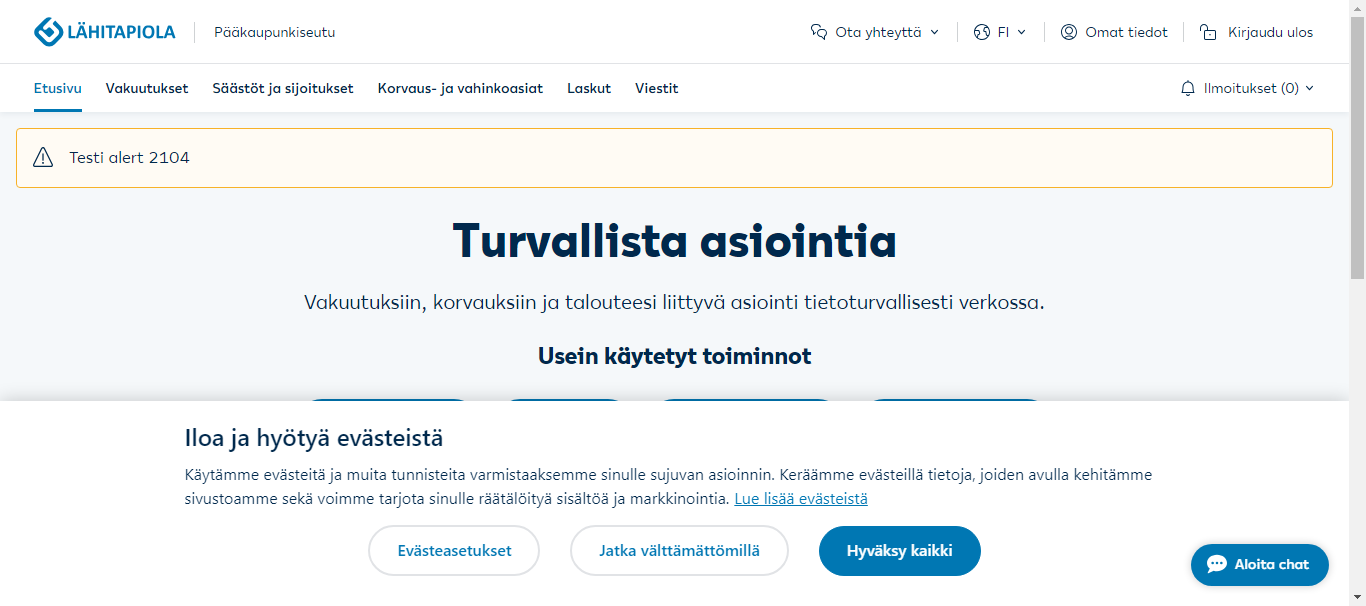 LÄHITAPIOLA Pääkaupunkiseutu Ota yhteyttä FI Omat tiedot Kirjaudu ulos
Etusivu Vakuutukset Säästöt ja sijoitukset Korvaus- ja vahinkoasiat Laskut Viestit Ilmoitukset (0)
Testi alert 2104
Turvallista asiointia
Vakuutuksiin, korvauksiin ja talouteesi liittyvä asiointi tietoturvallisesti verkossa.
Usein käytetyt toiminnot
Iloa ja hyötyä evästeistä
Käytämme evästeitä ja muita tunnisteita varmistaaksemme sinulle sujuvan asioinnin. Keräämme evästeillä tietoja, joiden avulla kehitämme
sivustoamme sekä voimme tarjota sinulle räätälöityä sisältöä ja markkinointia. Lue lisää evästeistä
Evästeasetukset Jatka välttämättömillä Hyväksy kaikki
Aloita chat